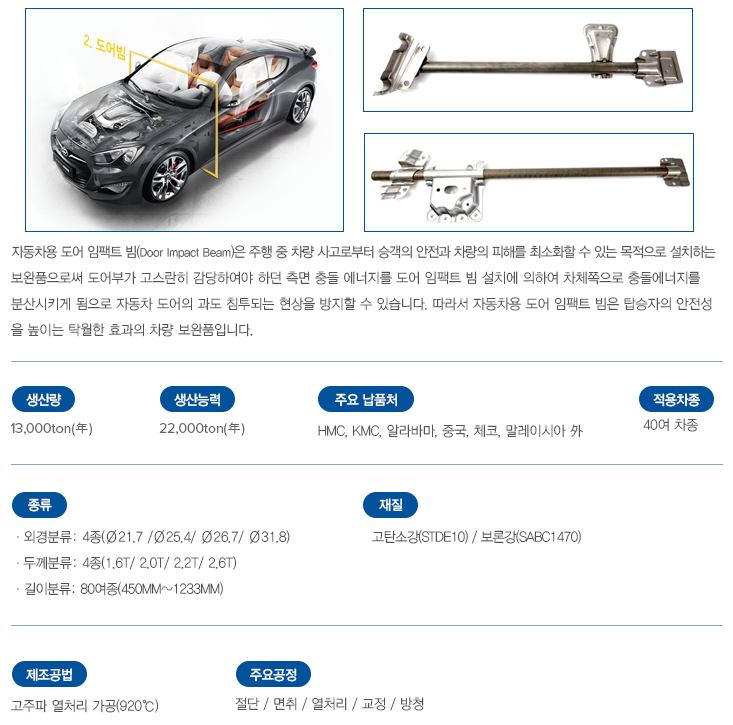 2. 도어빔
자동차용 도어 임팩트 빔(Door Impact Beam)은 주행 중 차량 사고로부터 승객의 안전과 차량의 피해를 최소화할 수 있는 목적으로 설치하는
보완품으로써 도어부가 고스란히 감당하여야 하던 측면 충돌 에너지를 도어 임팩트 빔 설치에 의하여 차체쪽으로 충돌에너지를
분산시키게 됨으로 자동차 도어의 과도 침투되는 현상을 방지할 수 있습니다. 따라서 자동차용 도어 임팩트 빔은 탑승자의 안전성
을 높이는 탁월한 효과의 차량 보완품입니다.
생산량 생산능력 주요 납품처 적용차종
13,000ton(年) 22,000ton(年) HMC, KMC, 알라바마, 중국, 체코, 말레이시아 外 40여 차종
종류 재질
· 외경분류: 4종(∅21.7 /∅25.4/ ∅26.7/ ∅31.8) 고탄소강(STDE10) / 보론강(SABC1470)
· 두께분류: 4종(1.6T/ 2.0T/ 2.2T/ 2.6T)
· 길이분류: 80여종(450MM~1233MM)
제조공법 주요공정
고주파 열처리 가공(920℃) 절단 / 면취 / 열처리 / 교정 / 방청